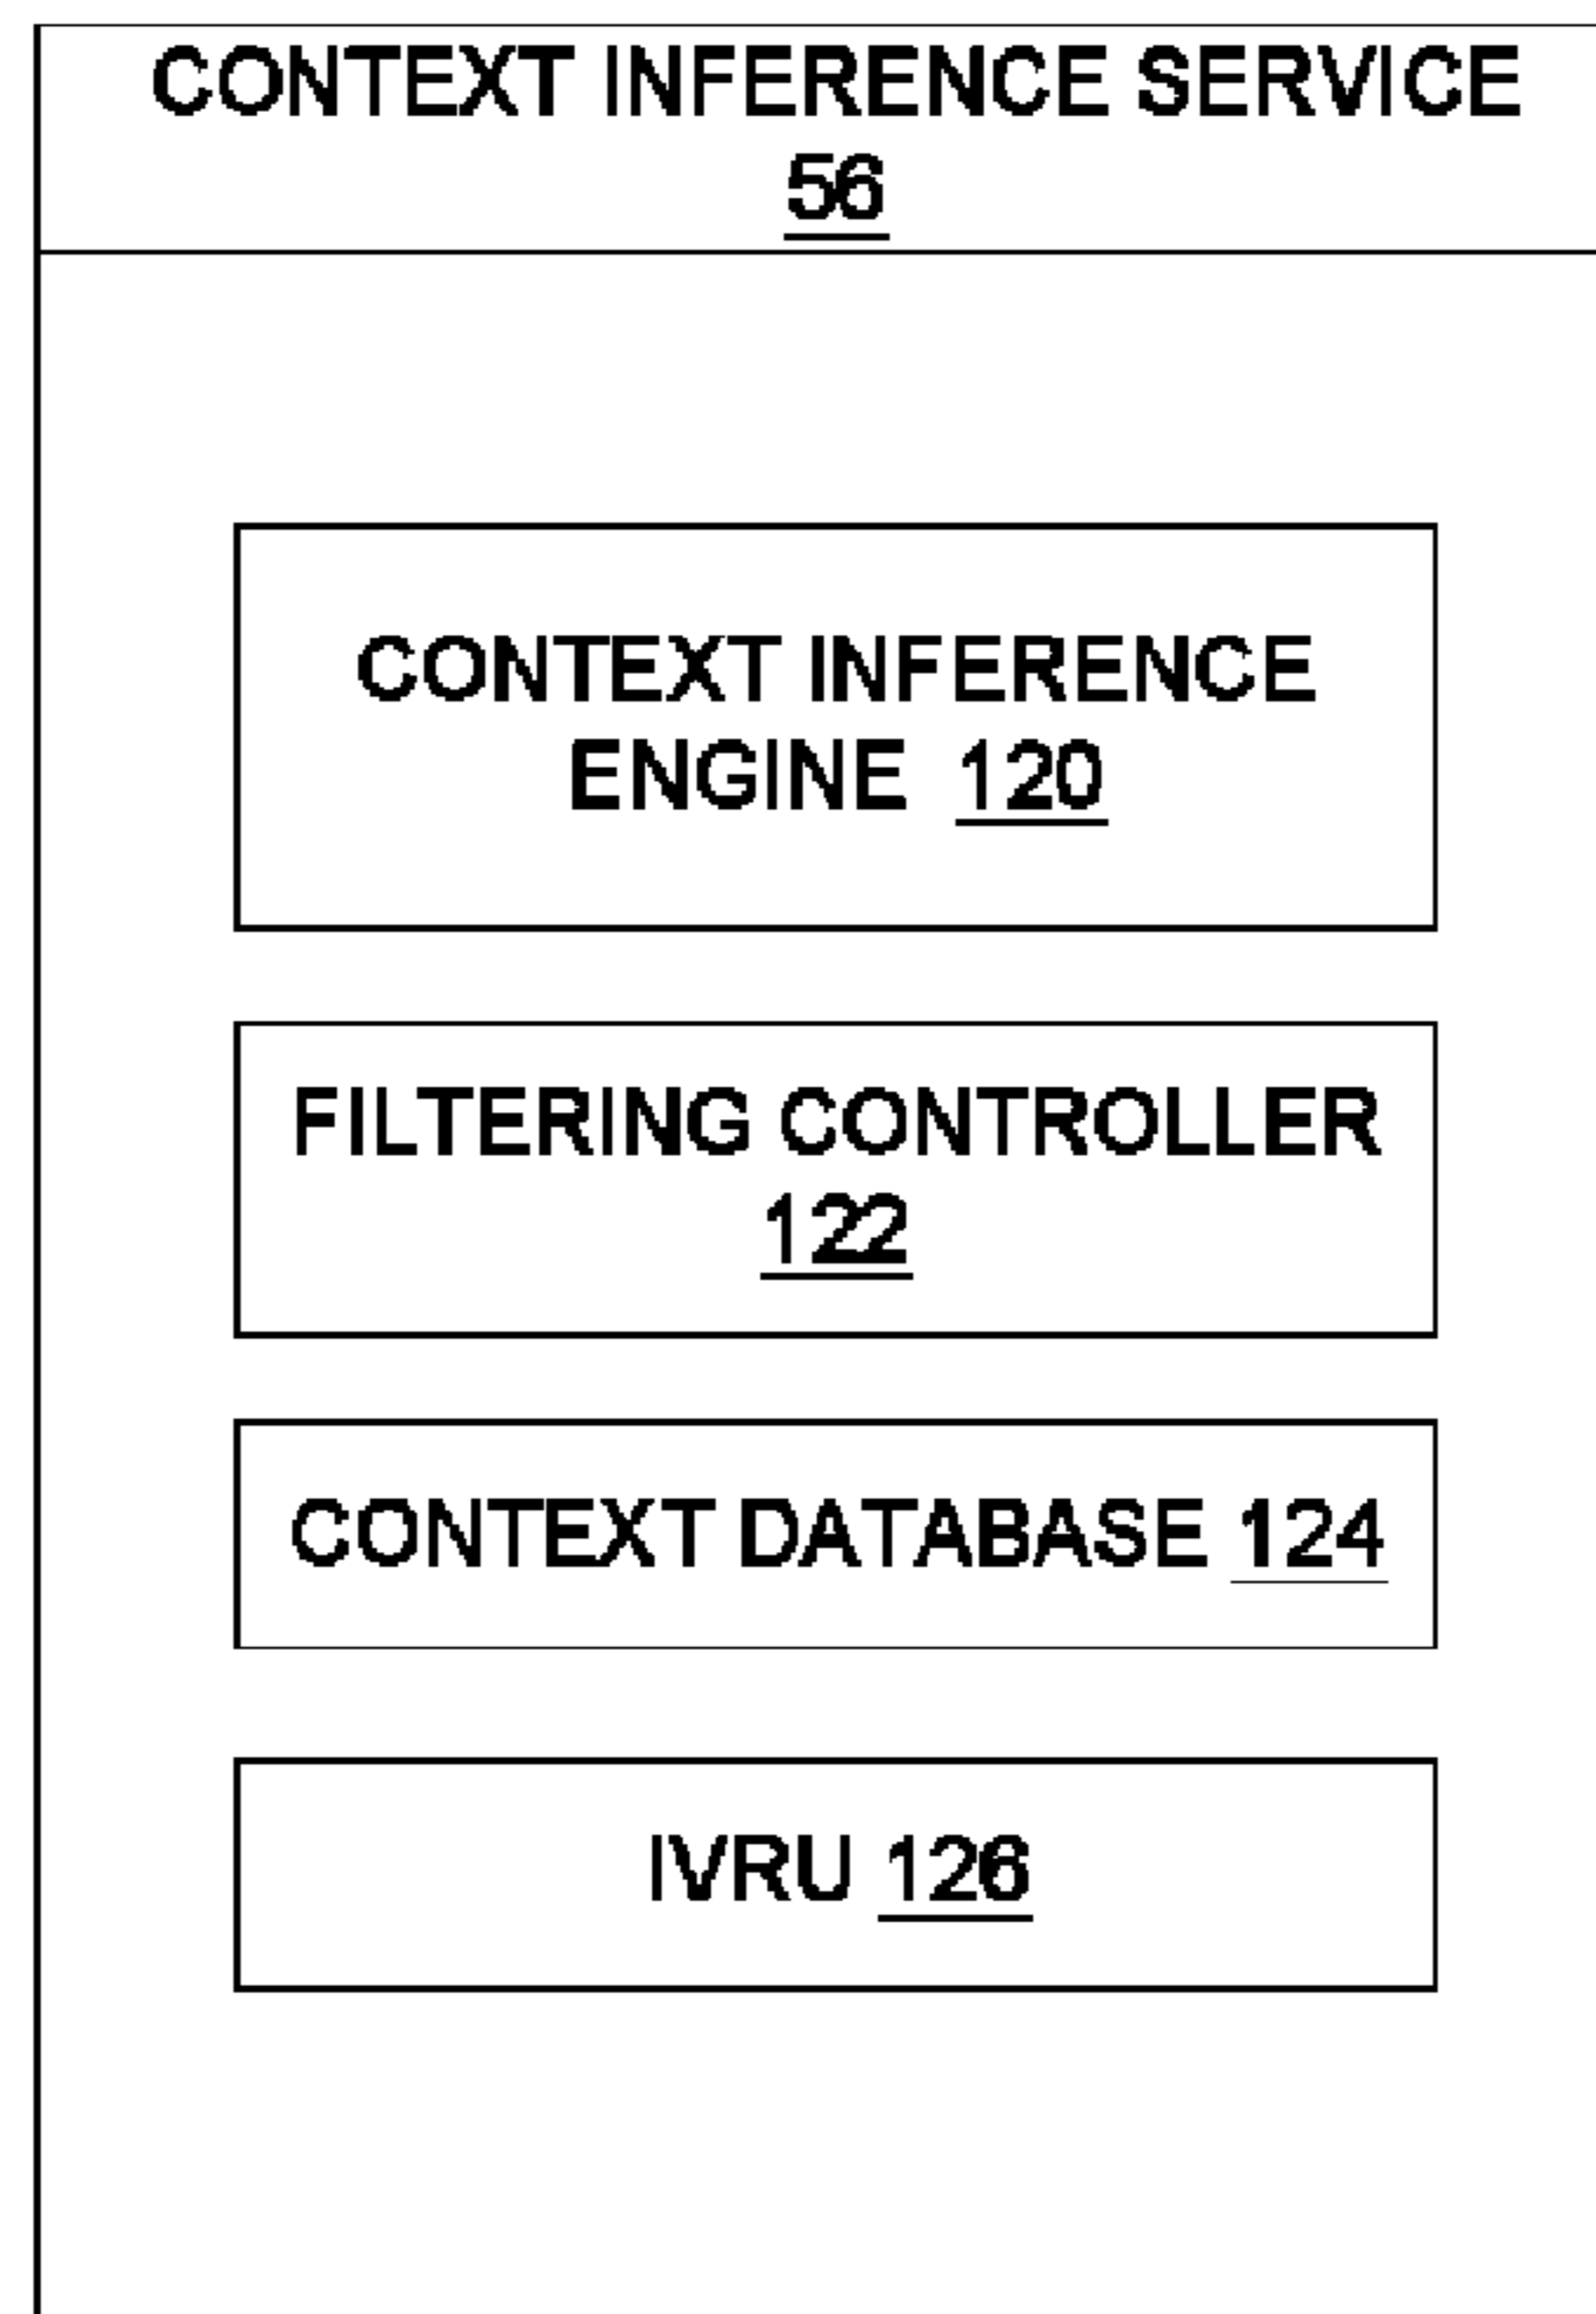 CONTEXT INFERENCE SERVICE
56
CONTEXT INFERENCE
ENGINE 120
FILTERING CONTROLLER
122
CONTEXT DATABASE 124
IVRU 126